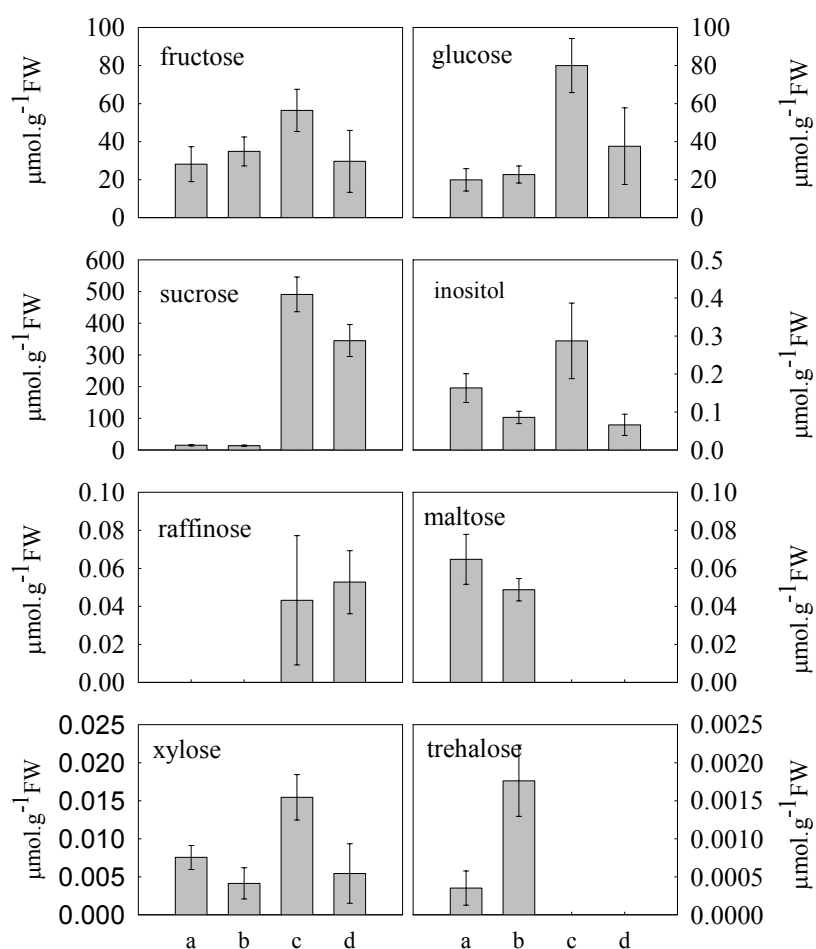 100
80
60
40
20
0
μmol.g-1FW
fructose
glucose
100
80
60
40
20
0
μmol.g-1FW
600
500
400
300
200
100
0
μmol.g-1FW
sucrose
inositol
0.5
0.4
0.3
0.2
0.1
0.0
μmol.g-1FW
0.10
0.08
0.06
0.04
0.02
0.00
μmol.g-1FW
raffinose
maltose
0.10
0.08
0.06
0.04
0.02
0.00
μmol.g-1FW
0.025
0.020
0.015
0.010
0.005
0.000
μmol.g-1FW
xylose
trehalose
0.0025
0.0020
0.0015
0.0010
0.0005
0.0000
μmol.g-1FW
a b c d a b c d